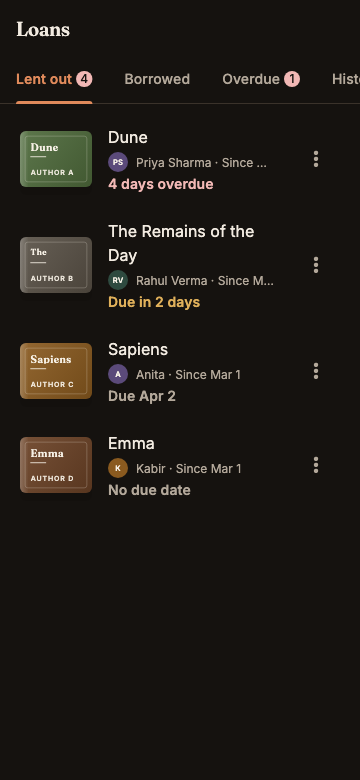 Loans
Lent out 4 Borrowed Overdue 1 Hist
Dune
AUTHOR A
Dune
PS Priya Sharma · Since ...
4 days overdue
The
AUTHOR B
The Remains of the
Day
RV Rahul Verma · Since M...
Due in 2 days
Sapiens
AUTHOR C
Sapiens
A Anita · Since Mar 1
Due Apr 2
Emma
AUTHOR D
Emma
K Kabir · Since Mar 1
No due date